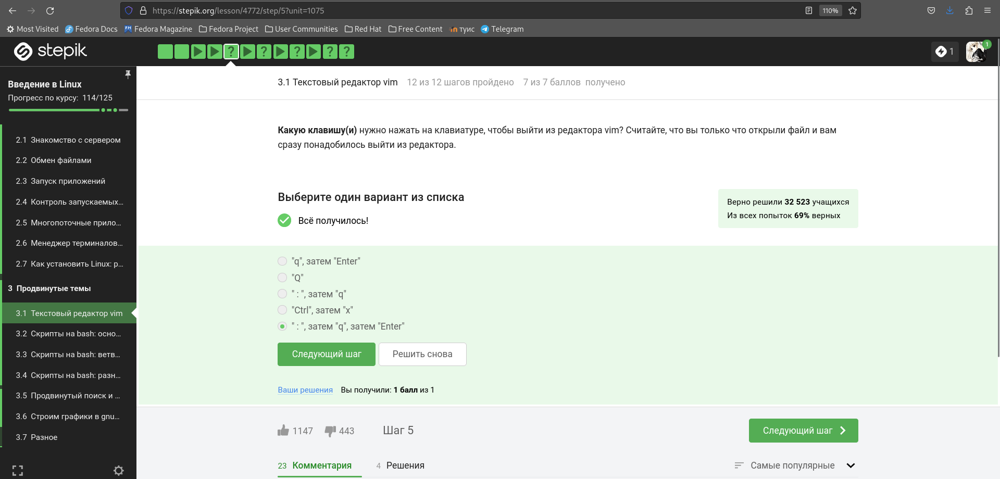 https://stepik.org/lesson/4772/step/5?unit=1075
110%
Most Visited
Fedora Docs
Fedora Magazine
Fedora Project
User Communities
Red Hat
Free Content
туис
Telegram
stepik
1
1
Введение в Linux
Прогресс по курсу: 114/125
2.1 Знакомство с сервером
2.2 Обмен файлами
2.3 Запуск приложений
2.4 Контроль запускаемых...
2.5 Многопоточные прило...
2.6 Менеджер терминалов...
2.7 Как установить Linux: р...
3 Продвинутые темы
3.1 Текстовый редактор vim
3.2 Скрипты на bash: осно...
3.3 Скрипты на bash: ветв...
3.4 Скрипты на bash: разн...
3.5 Продвинутый поиск и ...
3.6 Строим графики в gnu...
3.7 Разное
3.1 Текстовый редактор vim 12 из 12 шагов пройдено 7 из 7 баллов получено
Какую клавишу(и) нужно нажать на клавиатуре, чтобы выйти из редактора vim? Считайте, что вы только что открыли файл и вам
сразу понадобилось выйти из редактора.
Выберите один вариант из списка
Всё получилось!
Верно решили 32 523 учащихся
Из всех попыток 69% верных
"q", затем "Enter"
"Q"
" : ", затем "q"
"Ctrl", затем "x"
" : ", затем "q", затем "Enter"
Следующий шаг
Решить снова
Ваши решения Вы получили: 1 балл из 1
1147
443
Шаг 5
Следующий шаг
23 Комментария
4 Решения
Самые популярные